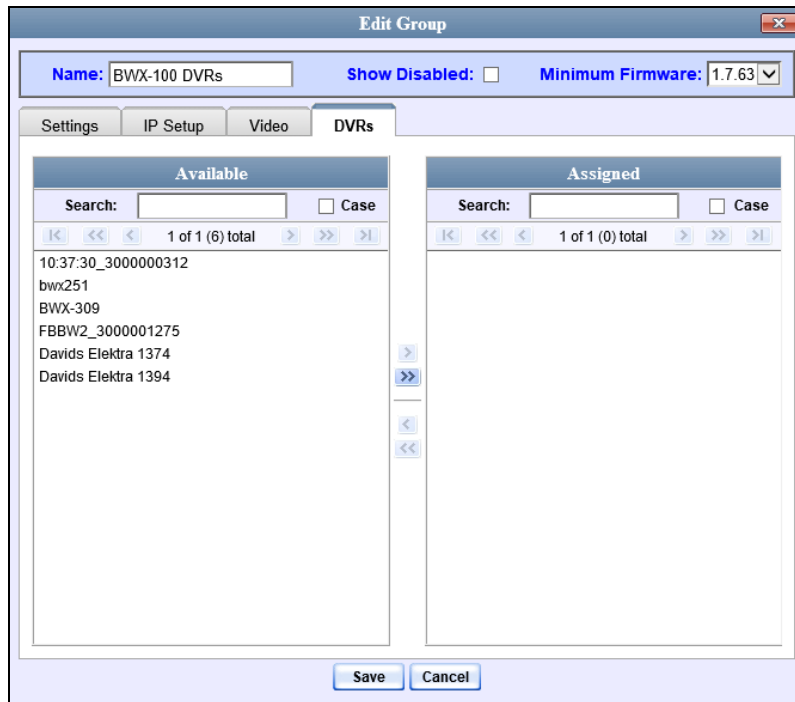 Edit Group
Name: BWX-100 DVRs Show Disabled: Minimum Firmware: 1.7.63
Settings IP Setup Video DVRs
Available
Search: Case
|< << < 1 of 1 (6) total > >> >|
10:37:30_3000000312
bwx251
BWX-309
FBBW2_3000001275
Davids Elektra 1374
Davids Elektra 1394
>
>>
<
<<
Assigned
Search: Case
|< << < 1 of 1 (0) total > >> >|
Save Cancel